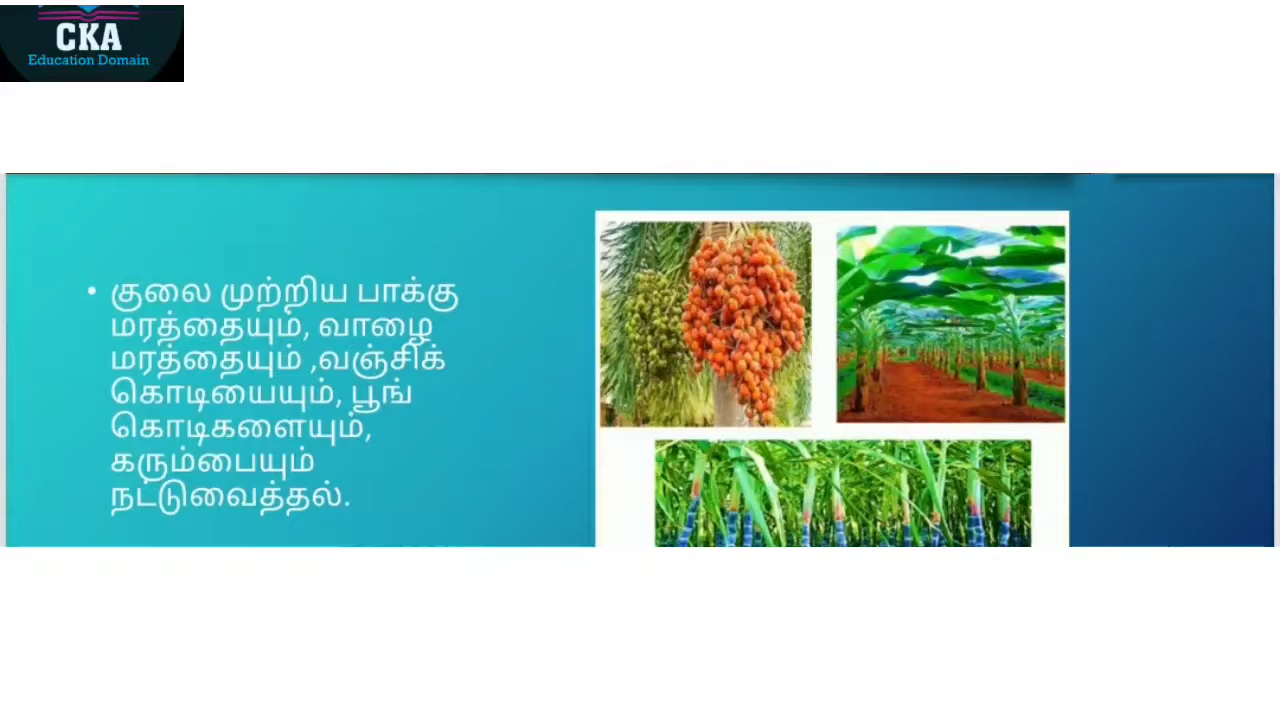 CKA
Education Domain
• குலை முற்றிய பாக்கு
மரத்தையும், வாழை
மரத்தையும் ,வஞ்சிக்
கொடியையும், பூங்
கொடிகளையும்,
கரும்பையும்
நட்டுவைத்தல்.